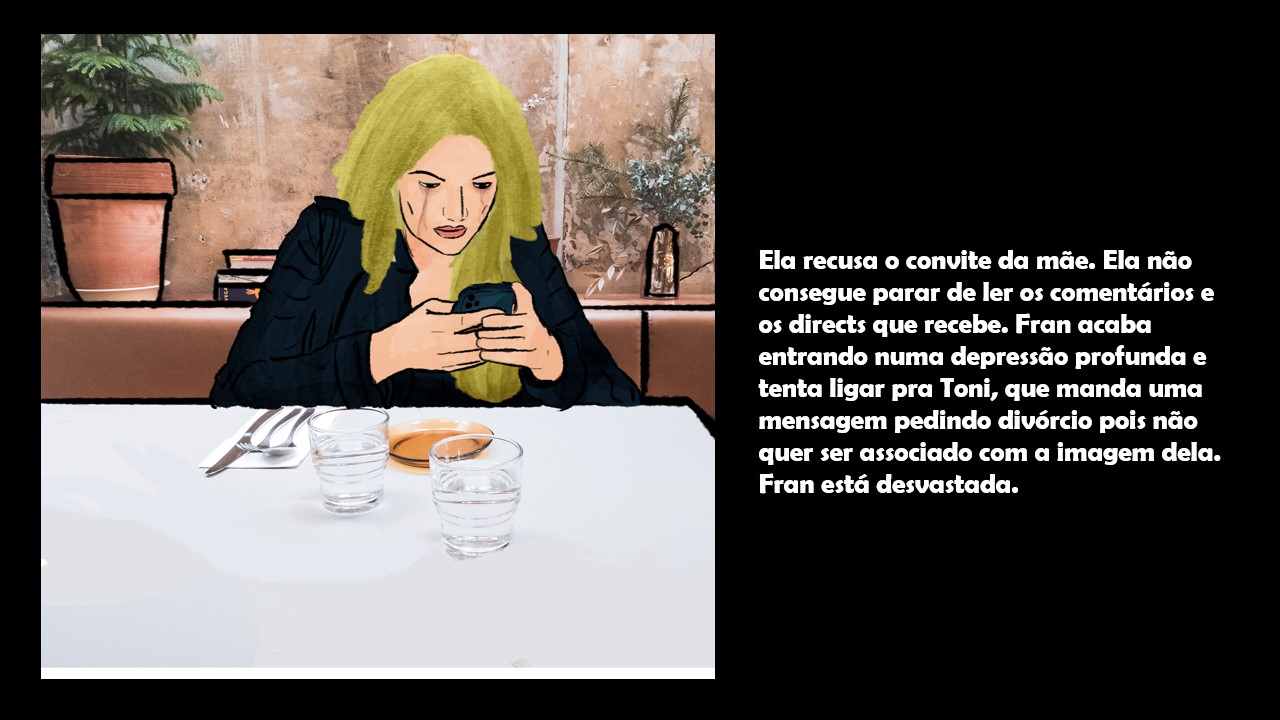 Ela recusa o convite da mãe. Ela não
consegue parar de ler os comentários e
os directs que recebe. Fran acaba
entrando numa depressão profunda e
tenta ligar pra Toni, que manda uma
mensagem pedindo divórcio pois não
quer ser associado com a imagem dela.
Fran está desvastada.